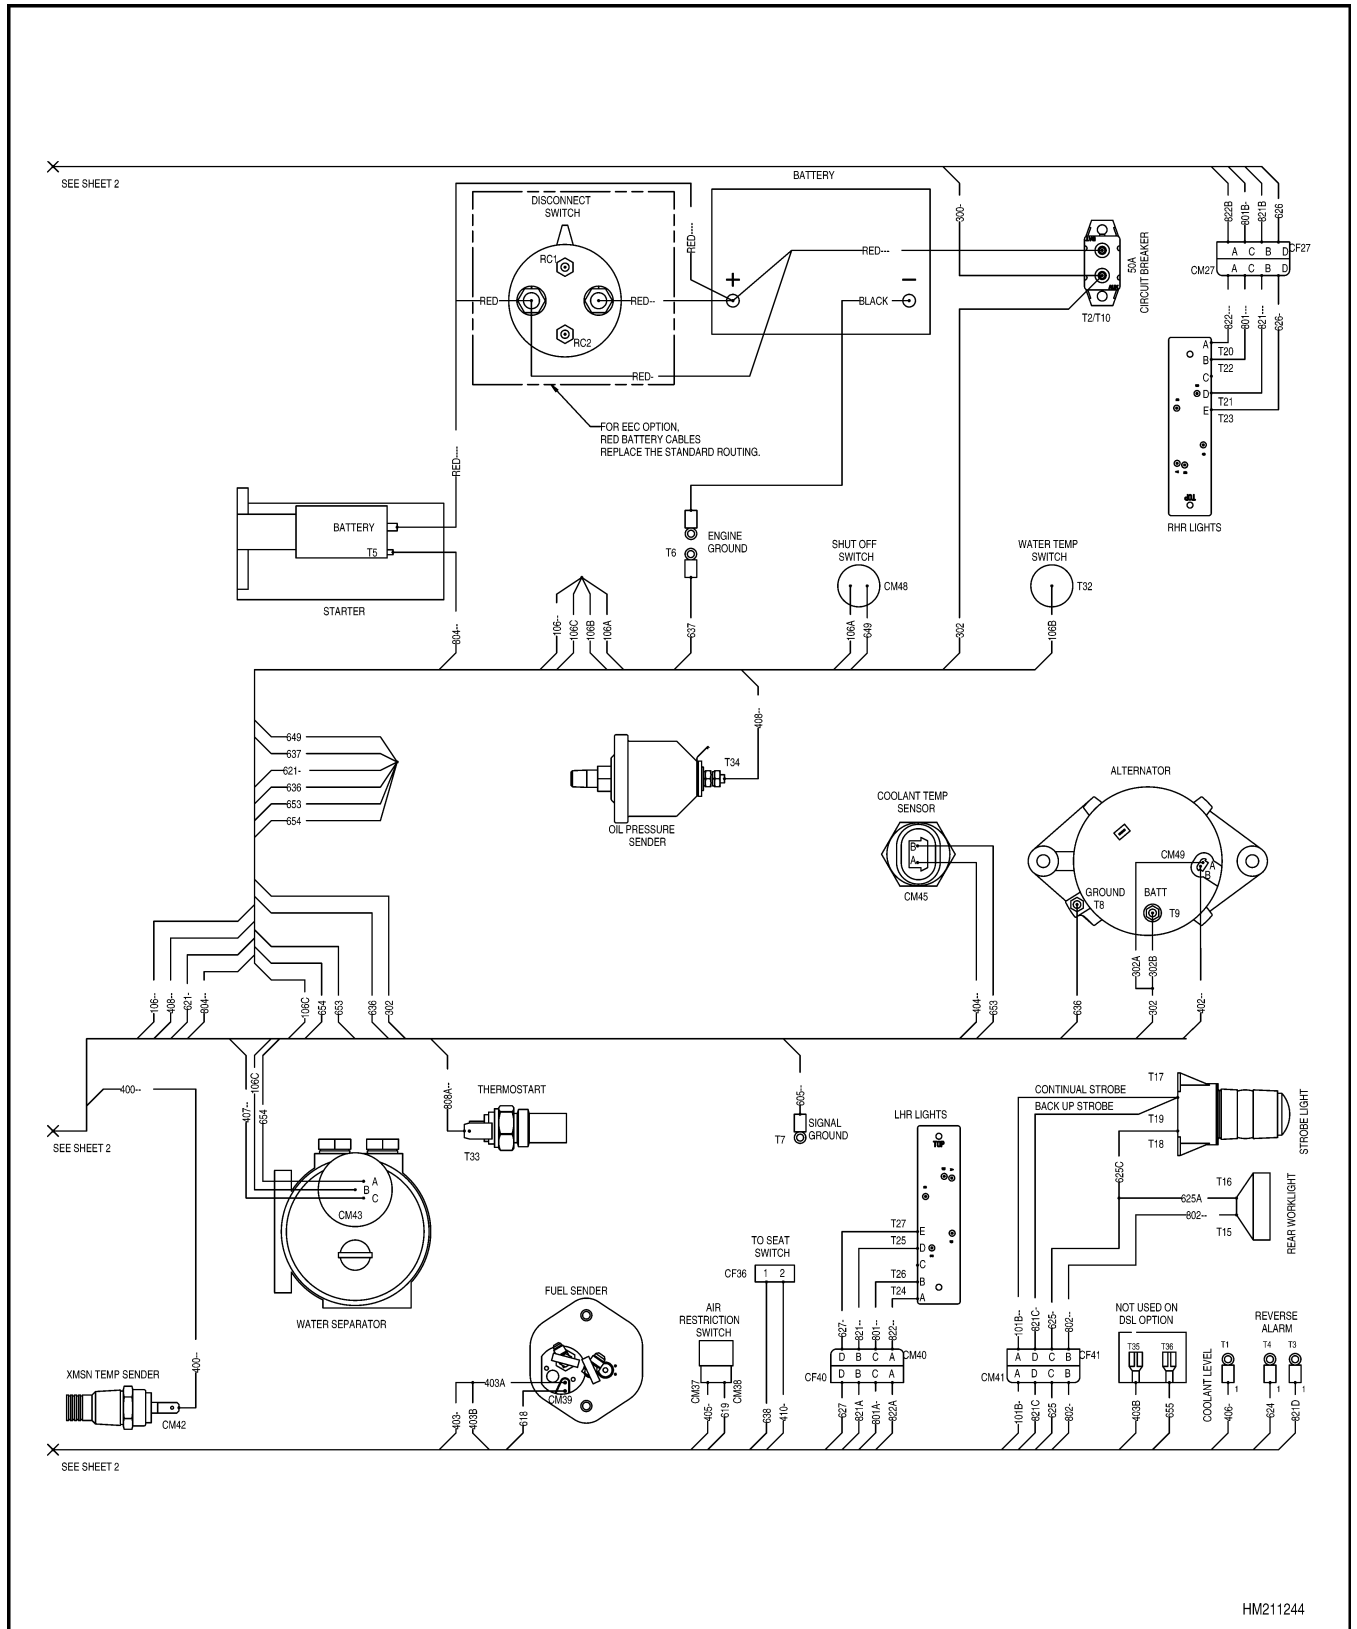 SEE SHEET 2
BATTERY
DISCONNECT
SWITCH
RC1
RC2
RED
RED--
RED-
RED----
RED---
+
−
BLACK
300-
50A
CIRCUIT BREAKER
BAT
AUX
T2/T10
822B
801B-
821B
626
CF27
A C B D
CM27
A C B D
822---
801---
821---
626-
A
B
C
D
E
T20
T22
T21
T23
TOP
RHR LIGHTS
FOR EEC OPTION,
RED BATTERY CABLES
REPLACE THE STANDARD ROUTING.
RED----
BATTERY
T5
STARTER
804--
106--
106C
106B
106A
T6
ENGINE
GROUND
637
SHUT OFF
SWITCH
CM48
106A
649
302
WATER TEMP
SWITCH
T32
106B
649
637
621-
636
653
654
408--
T34
OIL PRESSURE
SENDER
COOLANT TEMP
SENSOR
B
A
CM45
ALTERNATOR
CM49
A
B
GROUND
T8
BATT
T9
302A
302B
106--
408--
621-
804--
106C
654
653
636
302
404--
653
636
302
402--
400--
SEE SHEET 2
407--
106C
654
808A--
THERMOSTART
T33
605--
T7
SIGNAL
GROUND
LHR LIGHTS
TOP
CONTINUAL STROBE
BACK UP STROBE
T17
T19
T18
STROBE LIGHT
625C
625A
802--
T16
T15
REAR WORKLIGHT
A
B
C
CM43
WATER SEPARATOR
T27
T25
T26
T24
E
D
C
B
A
TO SEAT
SWITCH
CF36
1 2
FUEL SENDER
CM39
AIR
RESTRICTION
SWITCH
CM37
CM38
627-
821--
801--
822--
D B C A
CM40
CF40
D B C A
101B--
821C-
625-
802--
A D C B
CF41
CM41
A D C B
NOT USED ON
DSL OPTION
T35
T36
COOLANT LEVEL
T1
1
REVERSE
ALARM
T4
T3
1
1
XMSN TEMP SENDER
CM42
400--
403-
403B
403A
618
405-
619
638
410-
627
821A
801A-
822A
101B-
821C
625
802-
403B
655
406-
624
821D
SEE SHEET 2
HM211244